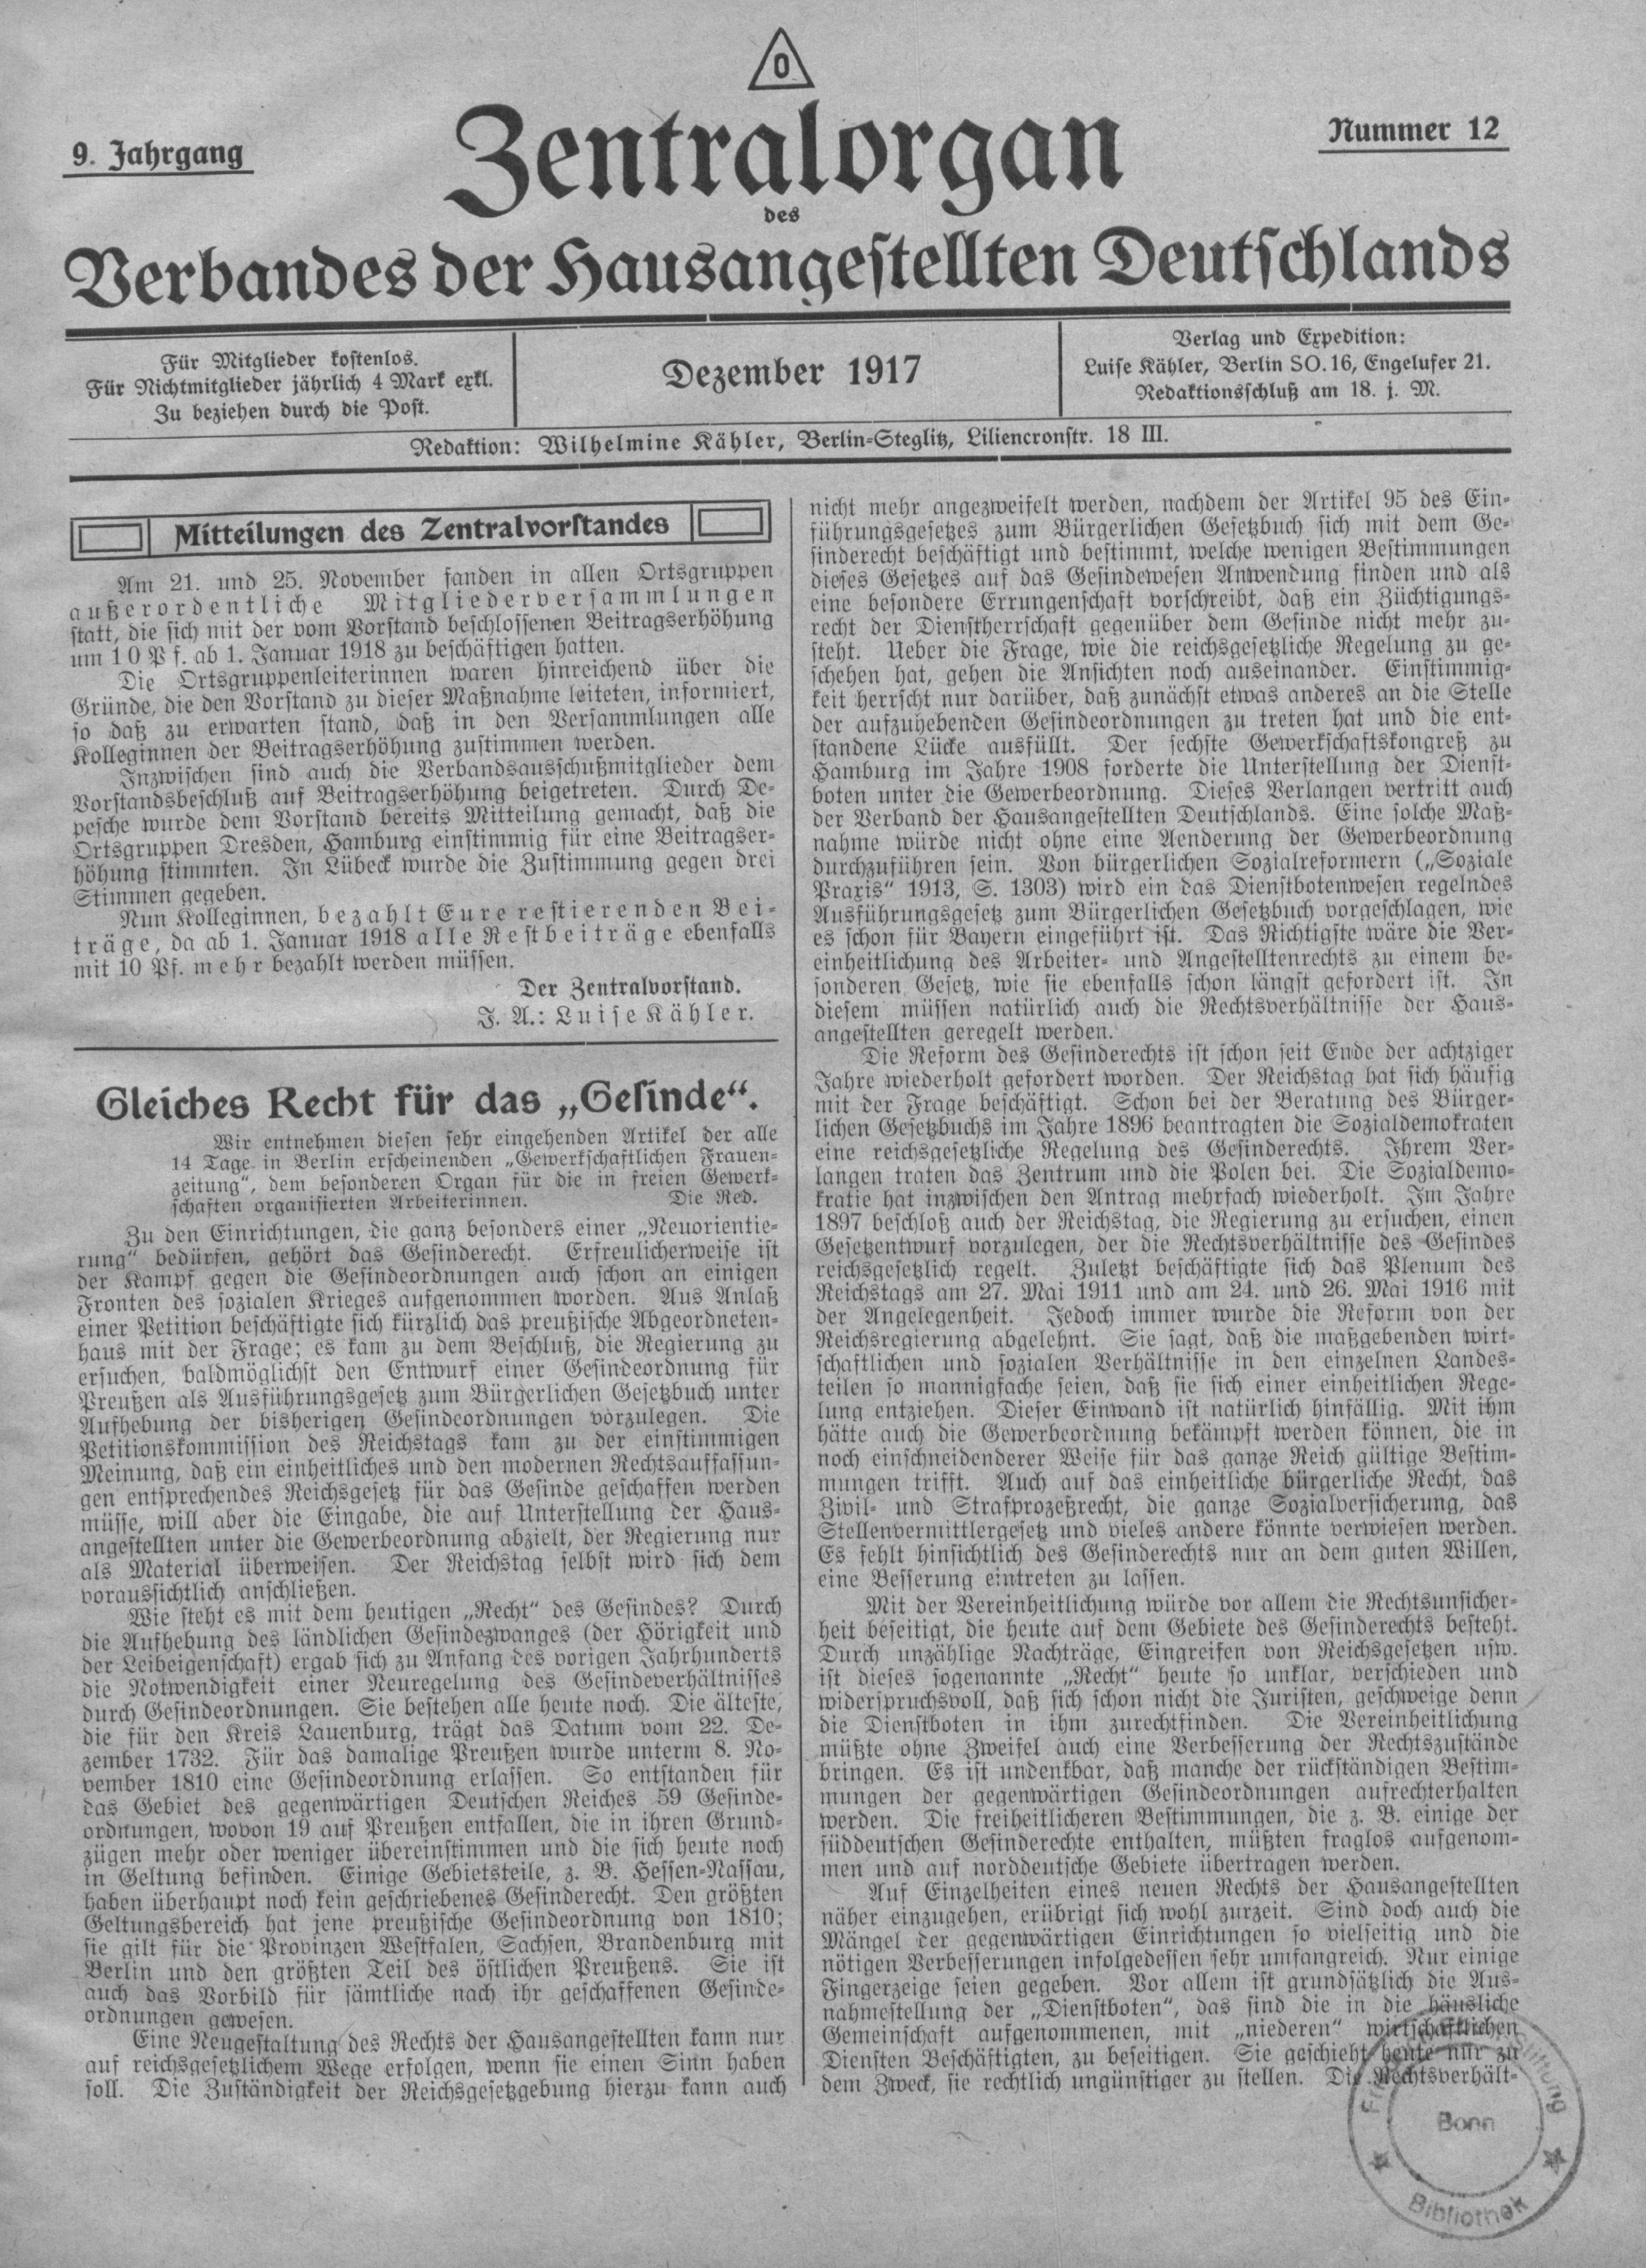 0
9. Jahrgang
Nummer 12
Zentralorgan
des
Verbandes der Hausangestellten Deutschlands
Für Mitglieder kostenlos.
Für Nichtmitglieder jährlich 4 Mark exkl.
Zu beziehen durch die Post.
Dezember 1917
Verlag und Expedition:
Luise Kähler, Berlin SO. 16, Engelufer 21.
Redaktionsschluß am 18. j. M.
Redaktion: Wilhelmine Kähler, Berlin-Steglitz, Liliencronstr. 18 III.
Mitteilungen des Zentralvorstandes
Am 21. und 25. November fanden in allen Ortsgruppen
außerordentliche Mitgliederversammlungen
statt, die sich mit der vom Vorstand beschlossenen Beitragserhöhung
um 10 Pf. ab 1. Januar 1918 zu beschäftigen hatten.
Die Ortsgruppenleiterinnen waren hinreichend über die
Gründe, die den Vorstand zu dieser Maßnahme leiteten, informiert,
so daß zu erwarten stand, daß in den Versammlungen alle
Kolleginnen der Beitragserhöhung zustimmen werden.
Inzwischen sind auch die Verbandsausschußmitglieder dem
Vorstandsbeschluß auf Beitragserhöhung beigetreten. Durch De-
pesche wurde dem Vorstand bereits Mitteilung gemacht, daß die
Ortsgruppen Dresden, Hamburg einstimmig für eine Beitragser-
höhung stimmten. In Lübeck wurde die Zustimmung gegen drei
Stimmen gegeben.
Nun Kolleginnen, bezahlt Eure restierenden Bei-
träge, da ab 1. Januar 1918 alle Restbeiträge ebenfalls
mit 10 Pf. mehr bezahlt werden müssen.
Der Zentralvorstand.
J. A.: Luise Kähler.
Gleiches Recht für das „Gesinde“.
Wir entnehmen diesen sehr eingehenden Artikel der alle
14 Tage in Berlin erscheinenden „Gewerkschaftlichen Frauen-
zeitung“, dem besonderen Organ für die in freien Gewerk-
schaften organisierten Arbeiterinnen. Die Red.
Zu den Einrichtungen, die ganz besonders einer „Neuorientie-
rung“ bedürfen, gehört das Gesinderecht. Erfreulicherweise ist
der Kampf gegen die Gesindeordnungen auch schon an einigen
Fronten des sozialen Krieges aufgenommen worden. Aus Anlaß
einer Petition beschäftigte sich kürzlich das preußische Abgeordneten-
haus mit der Frage; es kam zu dem Beschluß, die Regierung zu
ersuchen, baldmöglichst den Entwurf einer Gesindeordnung für
Preußen als Ausführungsgesetz zum Bürgerlichen Gesetzbuch unter
Aufhebung der bisherigen Gesindeordnungen vorzulegen. Die
Petitionskommission des Reichstags kam zu der einstimmigen
Meinung, daß ein einheitliches und den modernen Rechtsauffassun-
gen entsprechendes Reichsgesetz für das Gesinde geschaffen werden
müsse, will aber die Eingabe, die auf Unterstellung der Haus-
angestellten unter die Gewerbeordnung abzielt, der Regierung nur
als Material überweisen. Der Reichstag selbst wird sich dem
voraussichtlich anschließen.
Wie steht es mit dem heutigen „Recht“ des Gesindes? Durch
die Aufhebung des ländlichen Gesindezwanges (der Hörigkeit und
der Leibeigenschaft) ergab sich zu Anfang des vorigen Jahrhunderts
die Notwendigkeit einer Neuregelung des Gesindeverhältnisses
durch Gesindeordnungen. Sie bestehen alle heute noch. Die älteste,
die für den Kreis Lauenburg, trägt das Datum vom 22. De-
zember 1732. Für das damalige Preußen wurde unterm 8. No-
vember 1810 eine Gesindeordnung erlassen. So entstanden für
das Gebiet des gegenwärtigen Deutschen Reiches 59 Gesinde-
ordnungen, wovon 19 auf Preußen entfallen, die in ihren Grund-
zügen mehr oder weniger übereinstimmen und die sich heute noch
in Geltung befinden. Einige Gebietsteile, z. B. Hessen-Nassau,
haben überhaupt noch kein geschriebenes Gesinderecht. Den größten
Geltungsbereich hat jene preußische Gesindeordnung von 1810;
sie gilt für die Provinzen Westfalen, Sachsen, Brandenburg mit
Berlin und den größten Teil des östlichen Preußens. Sie ist
auch das Vorbild für sämtliche nach ihr geschaffenen Gesinde-
ordnungen gewesen.
Eine Neugestaltung des Rechts der Hausangestellten kann nur
auf reichsgesetzlichem Wege erfolgen, wenn sie einen Sinn haben
soll. Die Zuständigkeit der Reichsgesetzgebung hierzu kann auch
nicht mehr angezweifelt werden, nachdem der Artikel 95 des Ein-
führungsgesetzes zum Bürgerlichen Gesetzbuch sich mit dem Ge-
sinderecht beschäftigt und bestimmt, welche wenigen Bestimmungen
dieses Gesetzes auf das Gesindewesen Anwendung finden und als
eine besondere Errungenschaft vorschreibt, daß ein Züchtigungs-
recht der Dienstherrschaft gegenüber dem Gesinde nicht mehr zu-
steht. Ueber die Frage, wie die reichsgesetzliche Regelung zu ge-
schehen hat, gehen die Ansichten noch auseinander. Einstimmig-
keit herrscht nur darüber, daß zunächst etwas anderes an die Stelle
der aufzuhebenden Gesindeordnungen zu treten hat und die ent-
standene Lücke ausfüllt. Der sechste Gewerkschaftskongreß zu
Hamburg im Jahre 1908 forderte die Unterstellung der Dienst-
boten unter die Gewerbeordnung. Dieses Verlangen vertritt auch
der Verband der Hausangestellten Deutschlands. Eine solche Maß-
nahme würde nicht ohne eine Aenderung der Gewerbeordnung
durchzuführen sein. Von bürgerlichen Sozialreformern („Soziale
Praxis“ 1913, S. 1303) wird ein das Dienstbotenwesen regelndes
Ausführungsgesetz zum Bürgerlichen Gesetzbuch vorgeschlagen, wie
es schon für Bayern eingeführt ist. Das Richtigste wäre die Ver-
einheitlichung des Arbeiter- und Angestelltenrechts zu einem be-
sonderen Gesetz, wie sie ebenfalls schon längst gefordert ist. In
diesem müssen natürlich auch die Rechtsverhältnisse der Haus-
angestellten geregelt werden.
Die Reform des Gesinderechts ist schon seit Ende der achtziger
Jahre wiederholt gefordert worden. Der Reichstag hat sich häufig
mit der Frage beschäftigt. Schon bei der Beratung des Bürger-
lichen Gesetzbuchs im Jahre 1896 beantragten die Sozialdemokraten
eine reichsgesetzliche Regelung des Gesinderechts. Ihrem Ver-
langen traten das Zentrum und die Polen bei. Die Sozialdemo-
kratie hat inzwischen den Antrag mehrfach wiederholt. Im Jahre
1897 beschloß auch der Reichstag, die Regierung zu ersuchen, einen
Gesetzentwurf vorzulegen, der die Rechtsverhältnisse des Gesindes
reichsgesetzlich regelt. Zuletzt beschäftigte sich das Plenum des
Reichstags am 27. Mai 1911 und am 24. und 26. Mai 1916 mit
der Angelegenheit. Jedoch immer wurde die Reform von der
Reichsregierung abgelehnt. Sie sagt, daß die maßgebenden wirt-
schaftlichen und sozialen Verhältnisse in den einzelnen Landes-
teilen so mannigfache seien, daß sie sich einer einheitlichen Rege-
lung entziehen. Dieser Einwand ist natürlich hinfällig. Mit ihm
hätte auch die Gewerbeordnung bekämpft werden können, die in
noch einschneidenderer Weise für das ganze Reich gültige Bestim-
mungen trifft. Auch auf das einheitliche bürgerliche Recht, das
Zivil- und Strafprozeßrecht, die ganze Sozialversicherung, das
Stellenvermittlergesetz und vieles andere könnte verwiesen werden.
Es fehlt hinsichtlich des Gesinderechts nur an dem guten Willen,
eine Besserung eintreten zu lassen.
Mit der Vereinheitlichung würde vor allem die Rechtsunsicher-
heit beseitigt, die heute auf dem Gebiete des Gesinderechts besteht.
Durch unzählige Nachträge, Eingreifen von Reichsgesetzen usw.
ist dieses sogenannte „Recht“ heute so unklar, verschieden und
widerspruchsvoll, daß sich schon nicht die Juristen, geschweige denn
die Dienstboten in ihm zurechtfinden. Die Vereinheitlichung
müßte ohne Zweifel auch eine Verbesserung der Rechtszustände
bringen. Es ist undenkbar, daß manche der rückständigen Bestim-
mungen der gegenwärtigen Gesindeordnungen aufrechterhalten
werden. Die freiheitlicheren Bestimmungen, die z. B. einige der
süddeutschen Gesinderechte enthalten, müßten fraglos aufgenom-
men und auf norddeutsche Gebiete übertragen werden.
Auf Einzelheiten eines neuen Rechts der Hausangestellten
näher einzugehen, erübrigt sich wohl zurzeit. Sind doch auch die
Mängel der gegenwärtigen Einrichtungen so vielseitig und die
nötigen Verbesserungen infolgedessen sehr umfangreich. Nur einige
Fingerzeige seien gegeben. Vor allem ist grundsätzlich die Aus-
nahmestellung der „Dienstboten“, das sind die in die häusliche
Gemeinschaft aufgenommenen, mit „niederen“ wirtschaftlichen
Diensten Beschäftigten, zu beseitigen. Sie geschieht heute nur zu
dem Zweck, sie rechtlich ungünstiger zu stellen. Die Rechtsverhält-
Bonn
Bibliothek